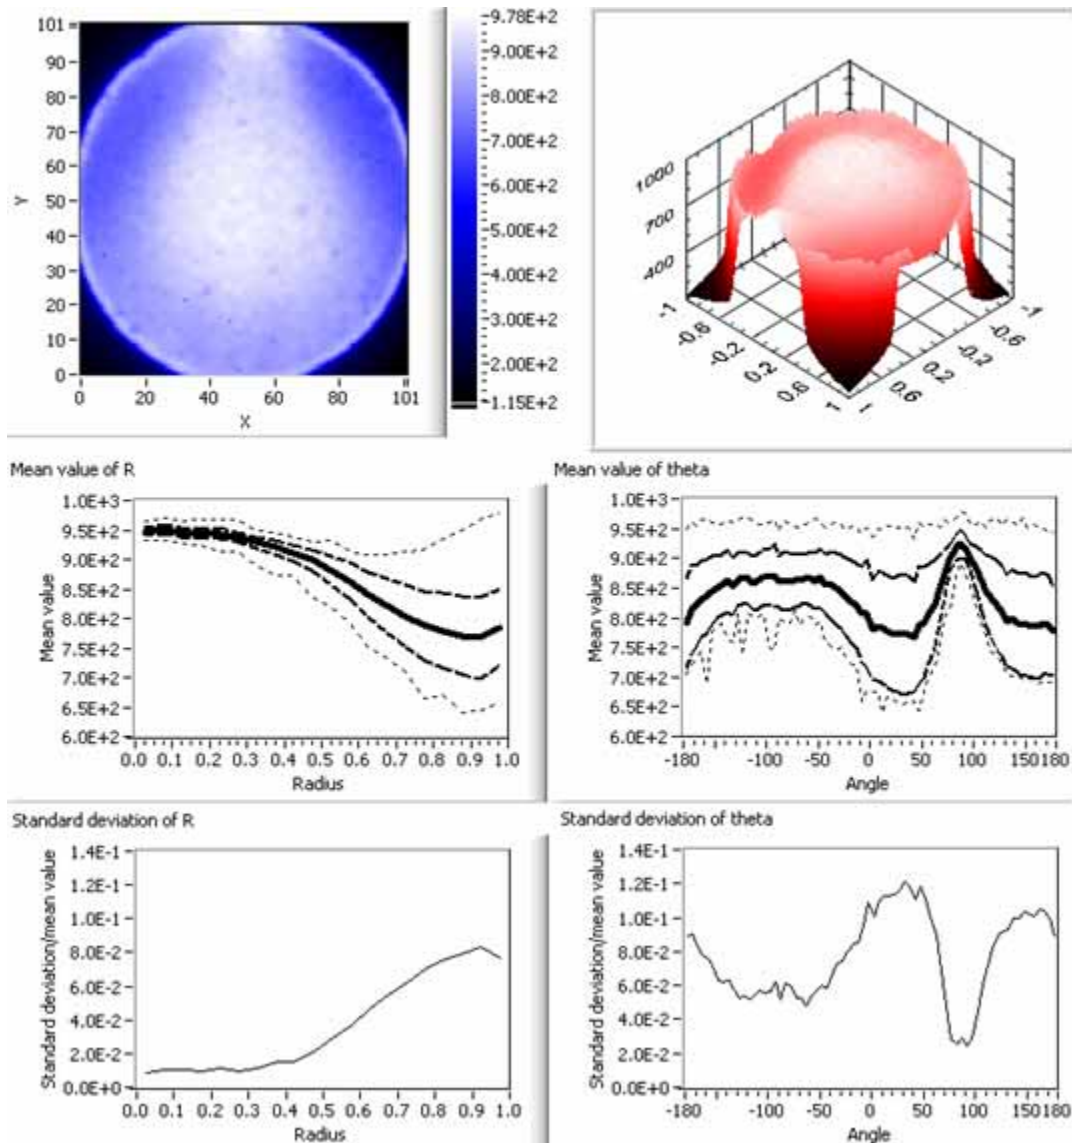 101
90
80
70
60
50
40
30
20
10
0
Y
0 20 40 60 80 101
X
9.78E+2
9.00E+2
8.00E+2
7.00E+2
6.00E+2
5.00E+2
4.00E+2
3.00E+2
2.00E+2
1.15E+2
1000
700
400
-1 -0.6 -0.2 0.2 0.6 1
1 0.6 0.2 -0.2 -0.6 -1
Mean value of R
1.0E+3
9.5E+2
9.0E+2
8.5E+2
8.0E+2
7.5E+2
7.0E+2
6.5E+2
6.0E+2
Mean value
0.0 0.1 0.2 0.3 0.4 0.5 0.6 0.7 0.8 0.9 1.0
Radius
Mean value of theta
1.0E+3
9.5E+2
9.0E+2
8.5E+2
8.0E+2
7.5E+2
7.0E+2
6.5E+2
6.0E+2
Mean value
-180 -100 -50 0 50 100 150 180
Angle
Standard deviation of R
1.4E-1
1.2E-1
1.0E-1
8.0E-2
6.0E-2
4.0E-2
2.0E-2
0.0E+0
Standard deviation/mean value
0.0 0.1 0.2 0.3 0.4 0.5 0.6 0.7 0.8 0.9 1.0
Radius
Standard deviation of theta
1.4E-1
1.2E-1
1.0E-1
8.0E-2
6.0E-2
4.0E-2
2.0E-2
0.0E+0
Standard deviation/mean value
-180 -100 -50 0 50 100 150 180
Angle